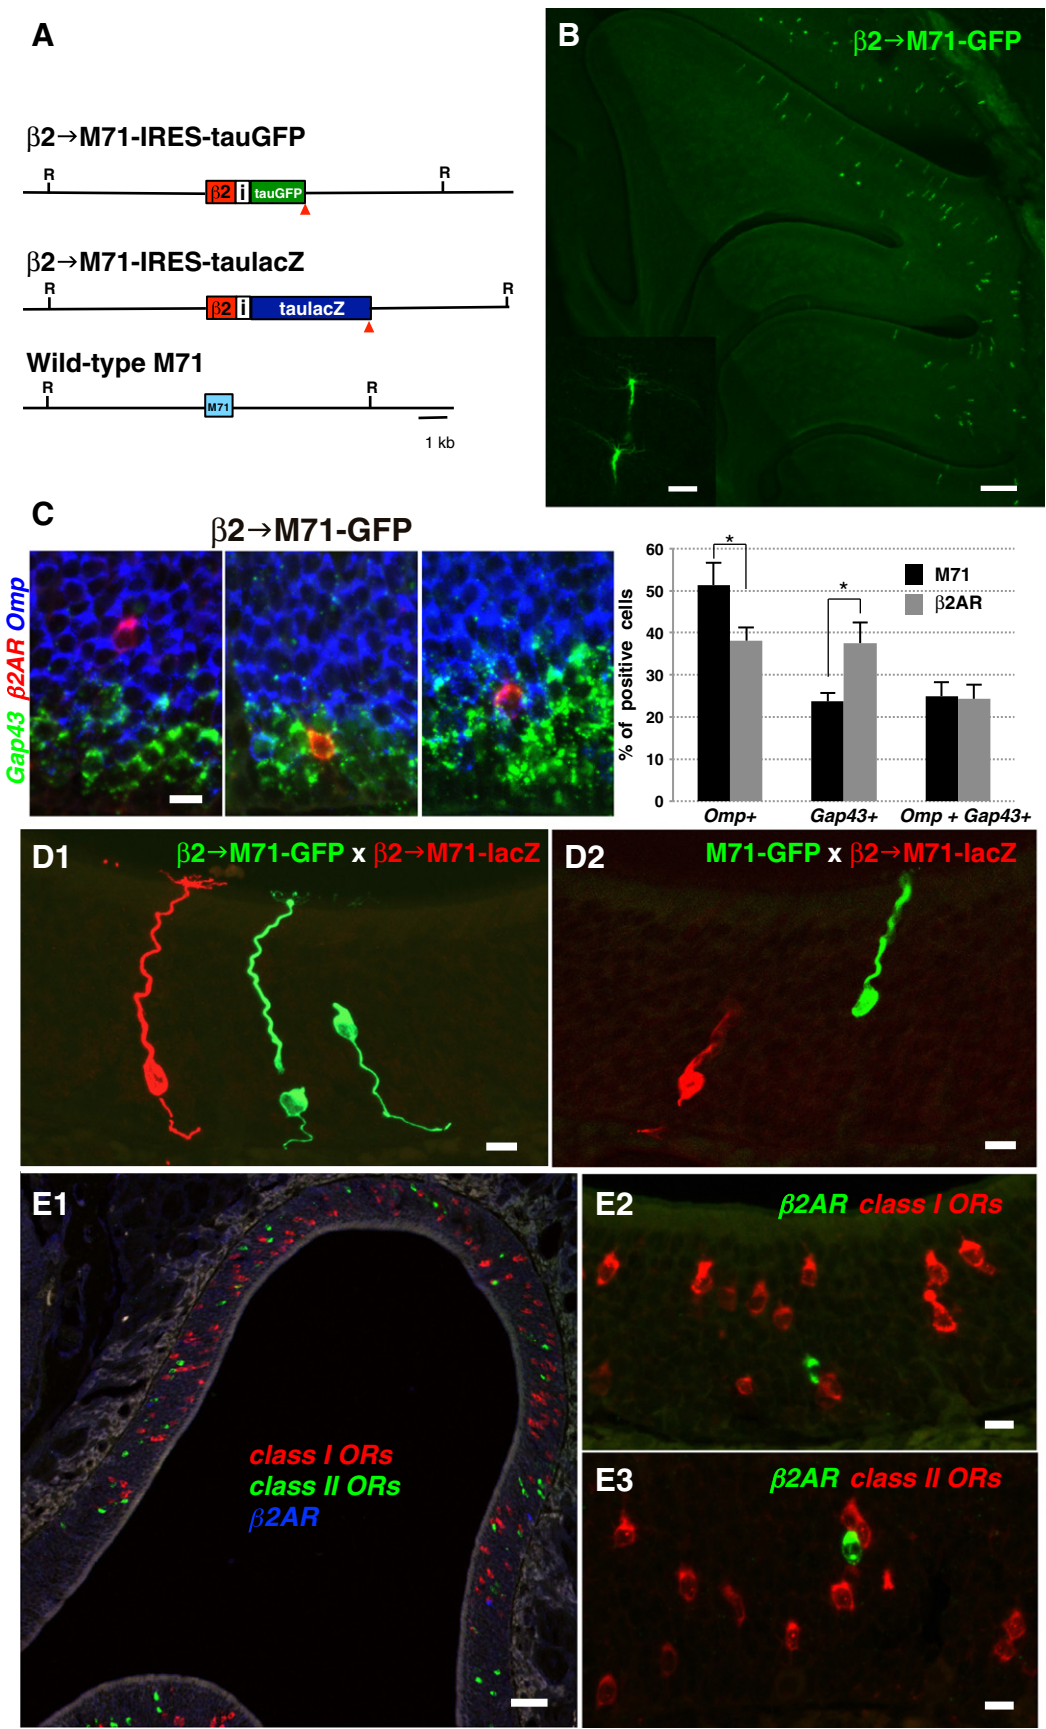 A
β2→M71-IRES-tauGFP
R
R
β2 i tauGFP
β2→M71-IRES-taulacZ
R
R
β2 i taulacZ
Wild-type M71
R
R
M71
1 kb
B
β2→M71-GFP
C
β2→M71-GFP
Gap43 β2AR Omp
% of positive cells
60
50
40
30
20
10
0
*
*
M71
β2AR
Omp+
Gap43+
Omp + Gap43+
D1
β2→M71-GFP x β2→M71-lacZ
D2
M71-GFP x β2→M71-lacZ
E1
class I ORs
class II ORs
β2AR
E2
β2AR class I ORs
E3
β2AR class II ORs